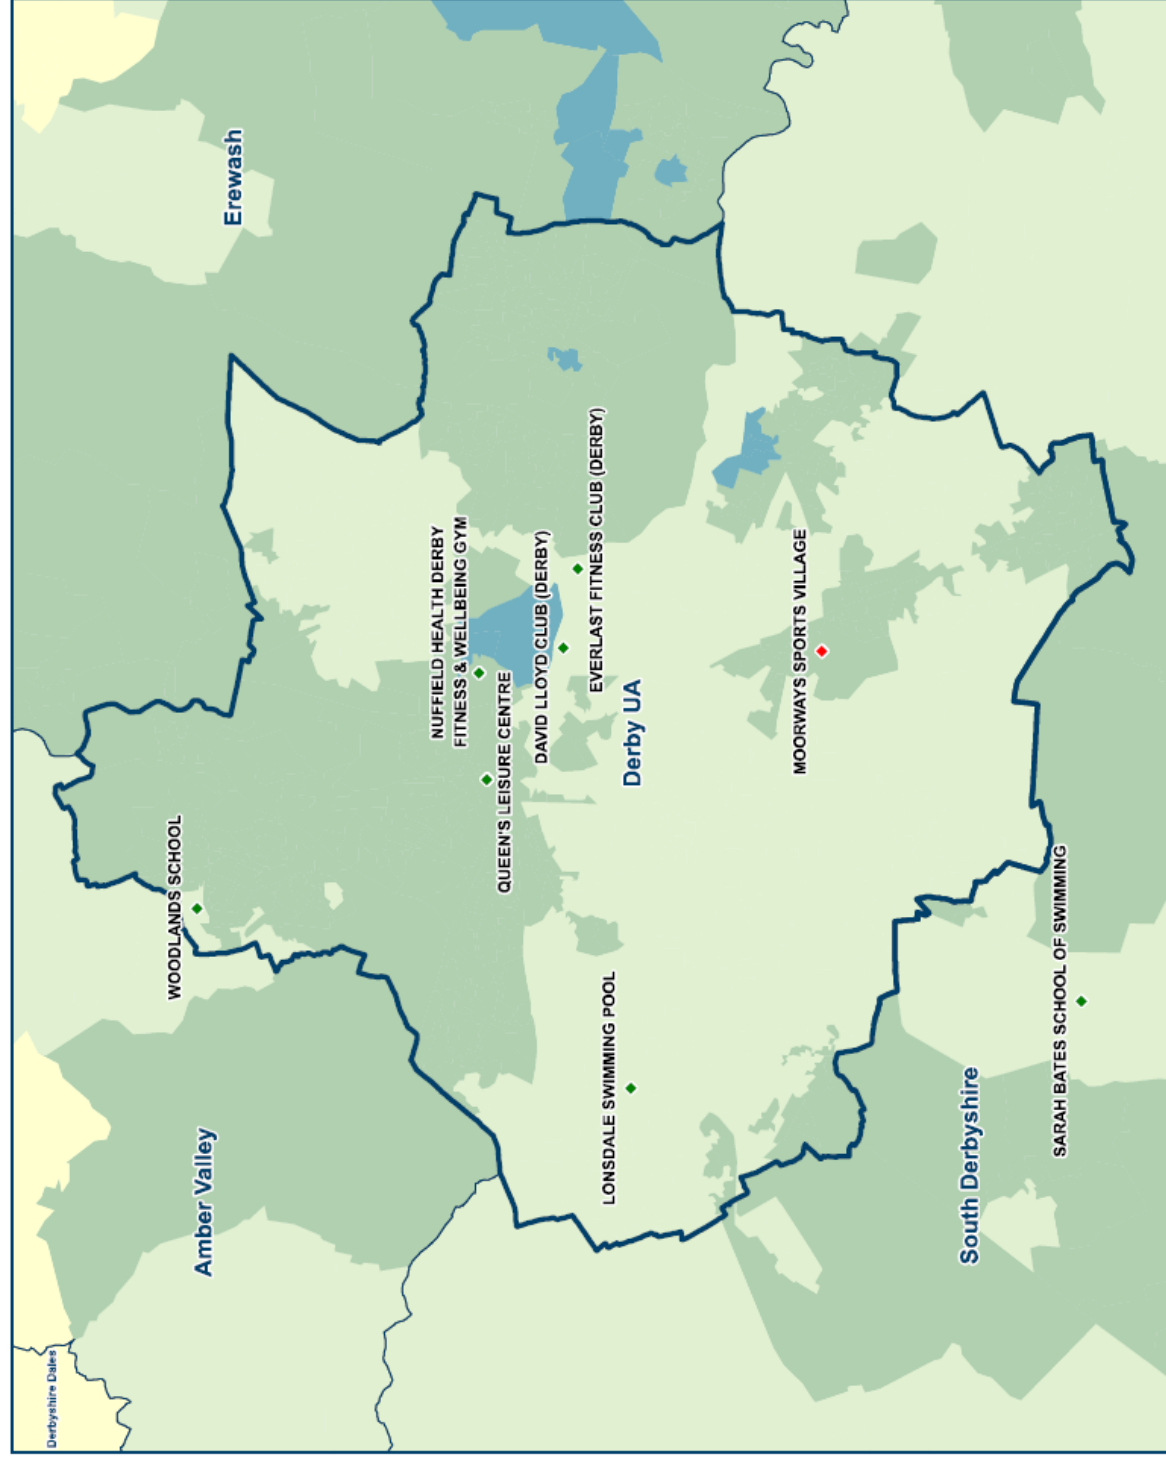 Derbyshire Dales
Amber Valley
Erewash
WOODLANDS SCHOOL
NUFFIELD HEALTH DERBY
FITNESS & WELLBEING GYM
QUEEN'S LEISURE CENTRE
DAVID LLOYD CLUB (DERBY)
EVERLAST FITNESS CLUB (DERBY)
LONSDALE SWIMMING POOL
Derby UA
MOORWAYS SPORTS VILLAGE
South Derbyshire
SARAH BATES SCHOOL OF SWIMMING